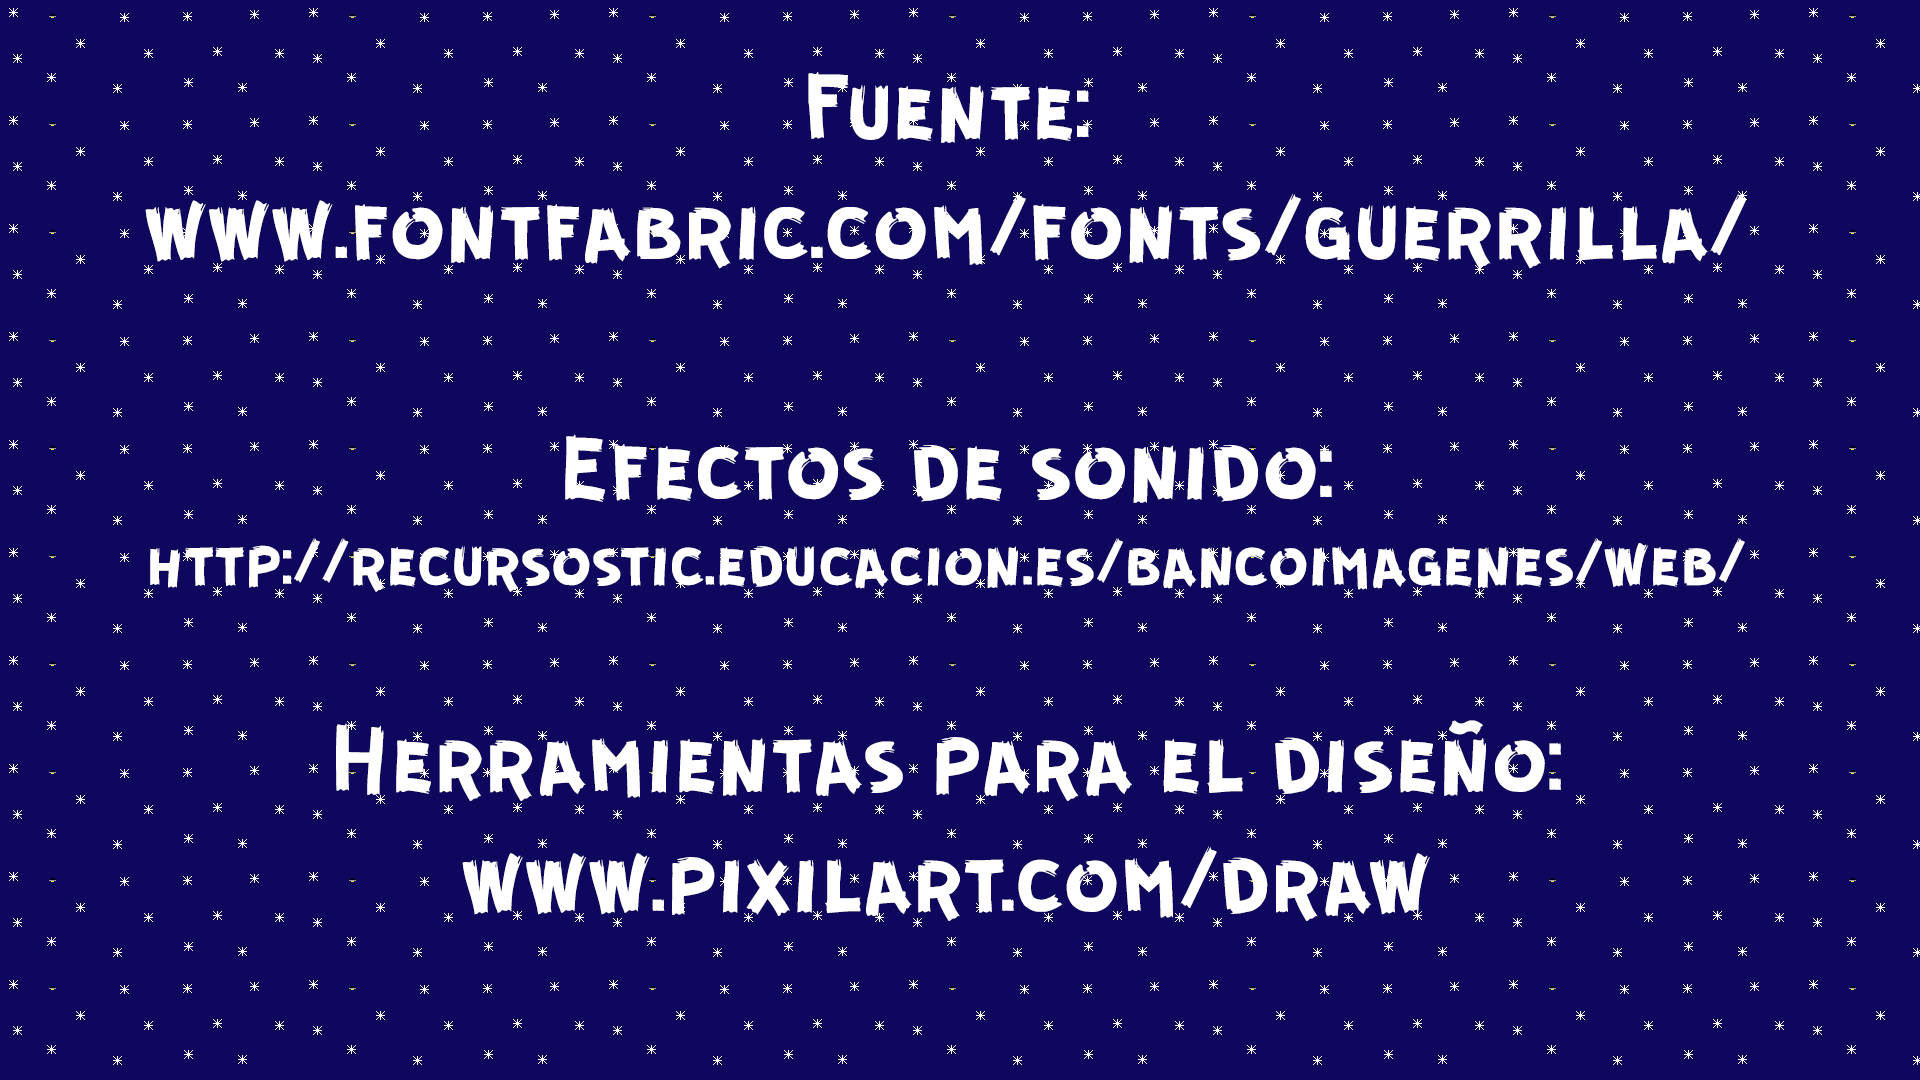 Fuente:
www.fontfabric.com/fonts/guerrilla/
Efectos de sonido:
http://recursostic.educacion.es/bancoimagenes/web/
Herramientas para el diseño:
www.pixilart.com/draw